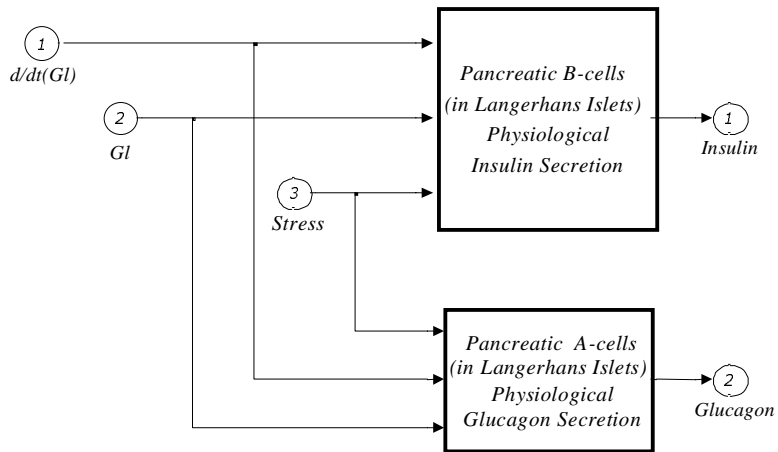 1
d/dt(Gl)
2
Gl
3
Stress
Pancreatic B-cells
(in Langerhans Islets)
Physiological
Insulin Secretion
1
Insulin
Pancreatic A-cells
(in Langerhans Islets)
Physiological
Glucagon Secretion
2
Glucagon